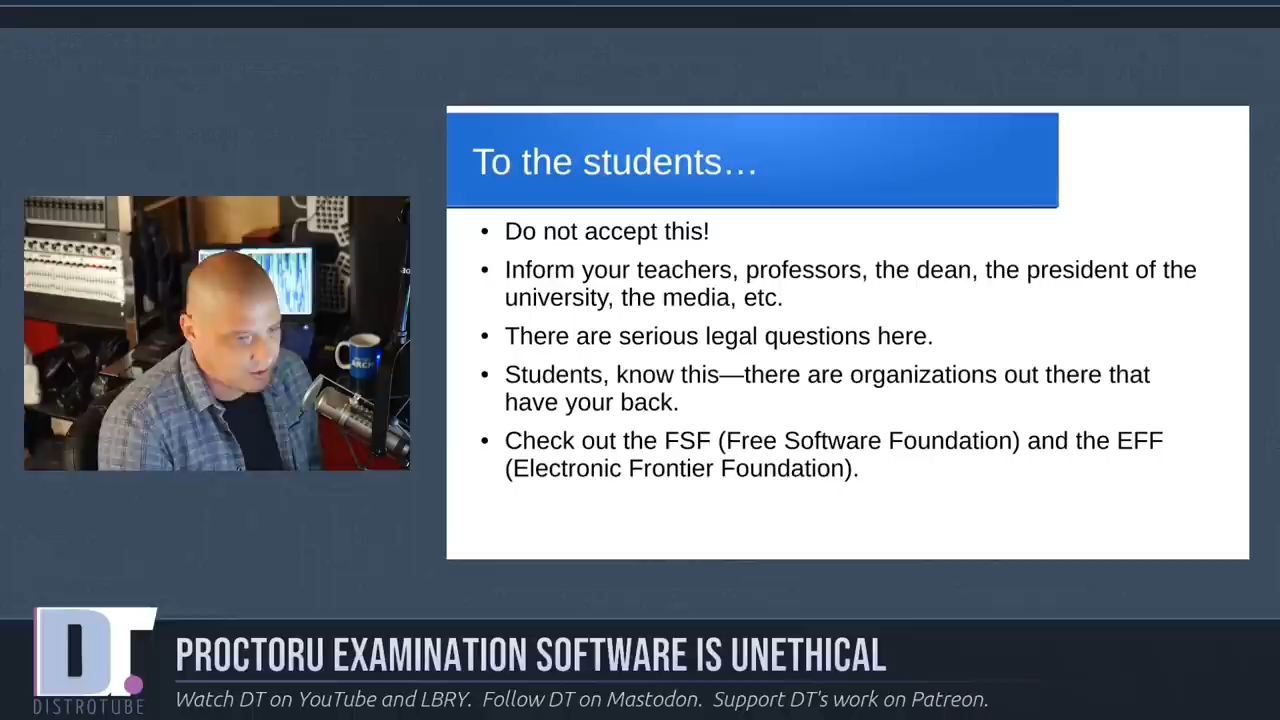 To the students…
• Do not accept this!
• Inform your teachers, professors, the dean, the president of the
university, the media, etc.
• There are serious legal questions here.
• Students, know this—there are organizations out there that
have your back.
• Check out the FSF (Free Software Foundation) and the EFF
(Electronic Frontier Foundation).
ARCH
DT
DISTROTUBE
PROCTORU EXAMINATION SOFTWARE IS UNETHICAL
Watch DT on YouTube and LBRY. Follow DT on Mastodon. Support DT's work on Patreon.